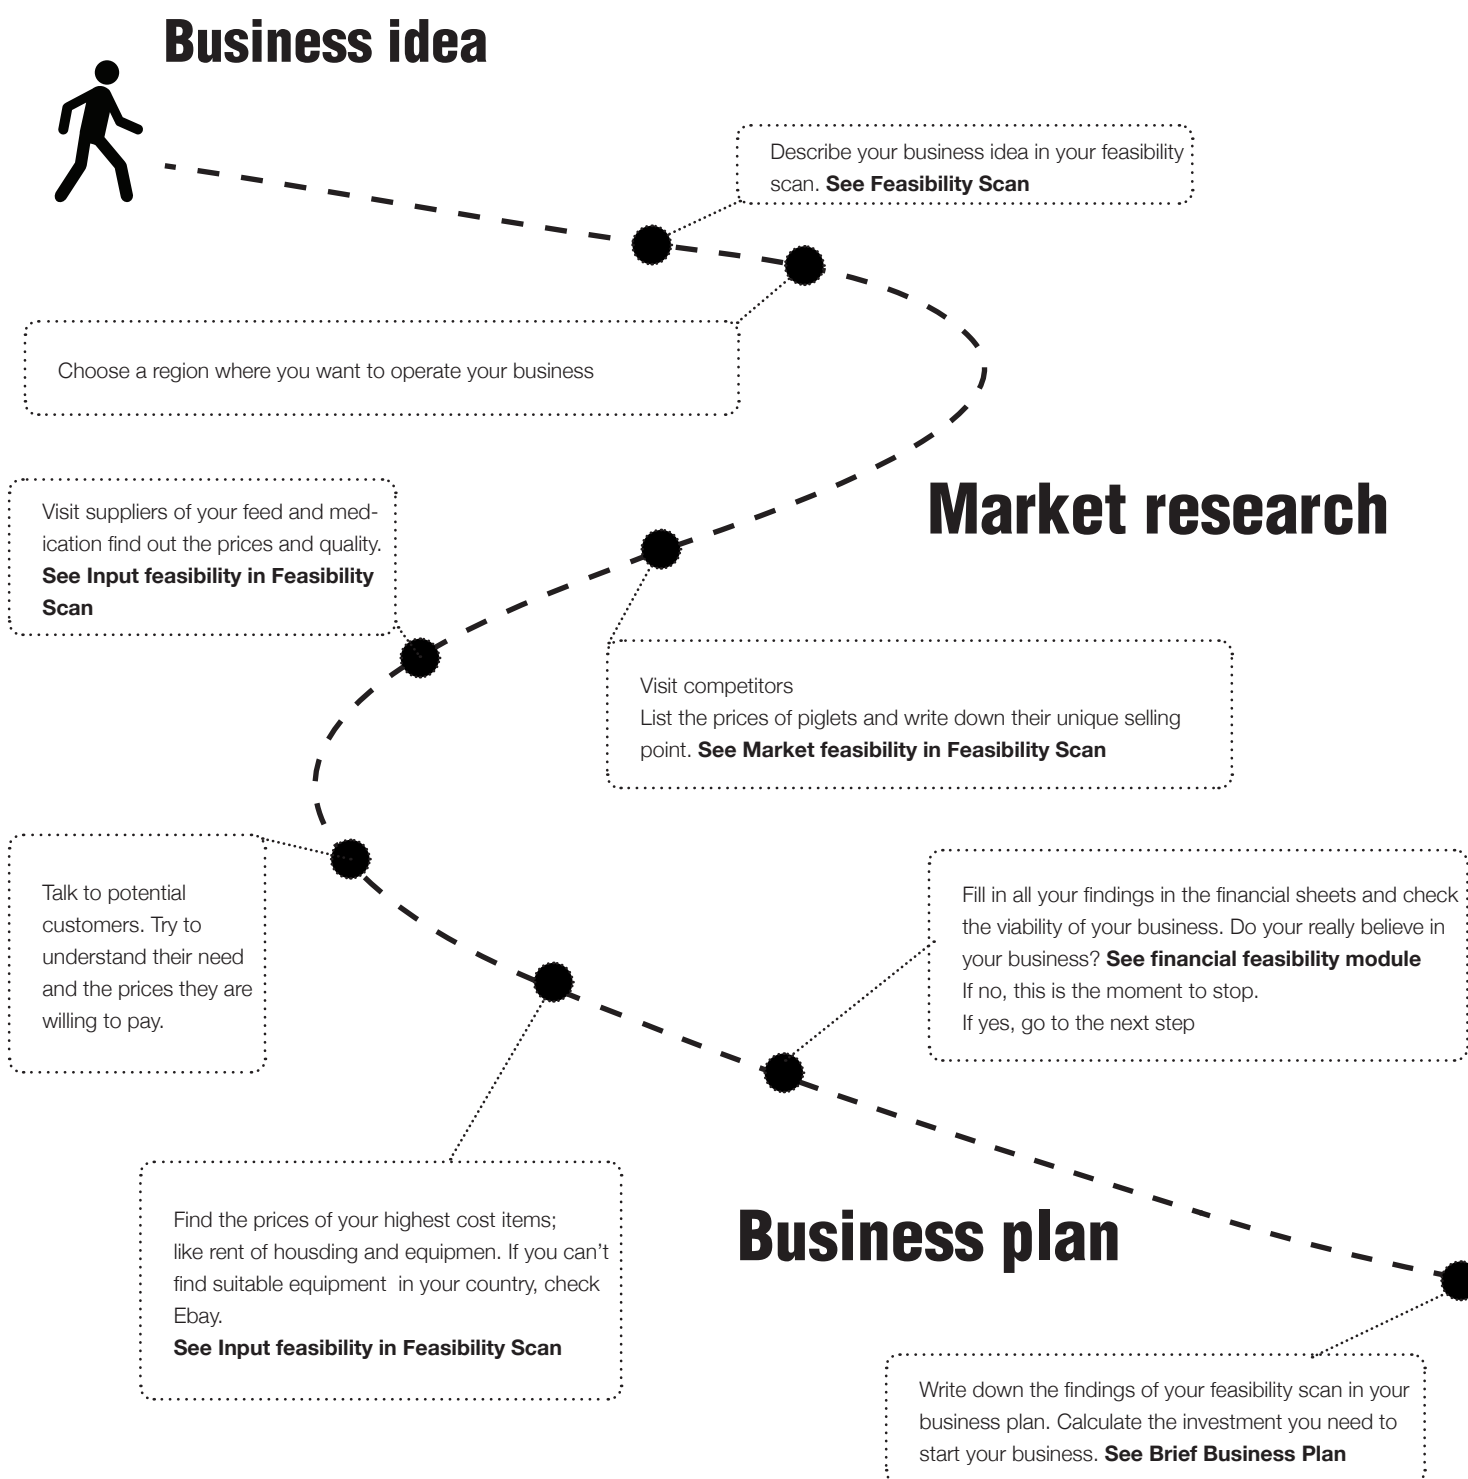 Business idea
Describe your business idea in your feasibility
scan. See Feasibility Scan
Choose a region where you want to operate your business
Market research
Visit suppliers of your feed and med-
ication find out the prices and quality.
See Input feasibility in Feasibility
Scan
Visit competitors
List the prices of piglets and write down their unique selling
point. See Market feasibility in Feasibility Scan
Talk to potential
customers. Try to
understand their need
and the prices they are
willing to pay.
Fill in all your findings in the financial sheets and check
the viability of your business. Do your really believe in
your business? See financial feasibility module
If no, this is the moment to stop.
If yes, go to the next step
Find the prices of your highest cost items;
like rent of housding and equipmen. If you can't
find suitable equipment  in your country, check
Ebay.
See Input feasibility in Feasibility Scan
Business plan
Write down the findings of your feasibility scan in your
business plan. Calculate the investment you need to
start your business. See Brief Business Plan